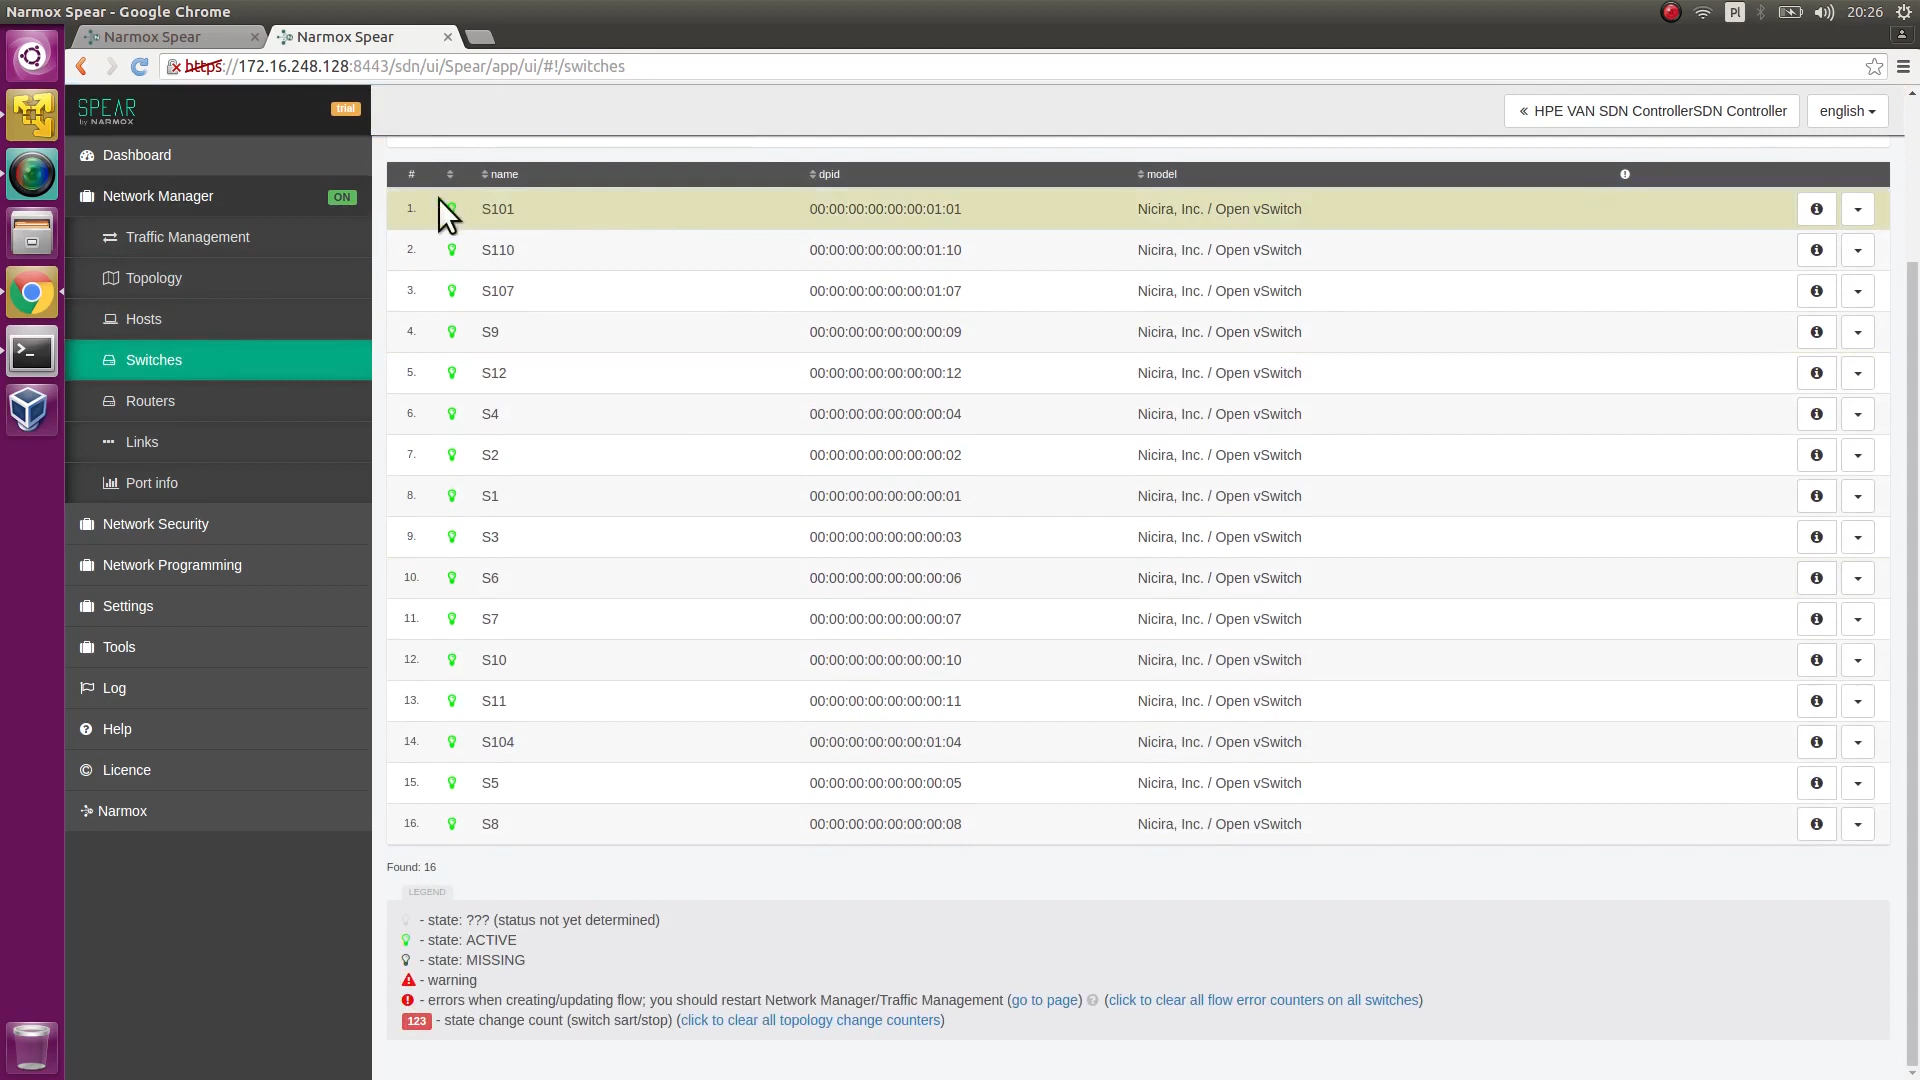 Narmox Spear - Google Chrome
Pl
20:26
Narmox Spear
Narmox Spear
https://172.16.248.128:8443/sdn/ui/Spear/app/ui/#!/switches
SPEAR
by NARMOX
trial
« HPE VAN SDN ControllerSDN Controller
english
Dashboard
Network Manager ON
Traffic Management
Topology
Hosts
Switches
Routers
Links
Port info
Network Security
Network Programming
Settings
Tools
Log
Help
Licence
Narmox
# name dpid model
1. S101 00:00:00:00:00:00:01:01 Nicira, Inc. / Open vSwitch
2. S110 00:00:00:00:00:00:01:10 Nicira, Inc. / Open vSwitch
3. S107 00:00:00:00:00:00:01:07 Nicira, Inc. / Open vSwitch
4. S9 00:00:00:00:00:00:00:09 Nicira, Inc. / Open vSwitch
5. S12 00:00:00:00:00:00:00:12 Nicira, Inc. / Open vSwitch
6. S4 00:00:00:00:00:00:00:04 Nicira, Inc. / Open vSwitch
7. S2 00:00:00:00:00:00:00:02 Nicira, Inc. / Open vSwitch
8. S1 00:00:00:00:00:00:00:01 Nicira, Inc. / Open vSwitch
9. S3 00:00:00:00:00:00:00:03 Nicira, Inc. / Open vSwitch
10. S6 00:00:00:00:00:00:00:06 Nicira, Inc. / Open vSwitch
11. S7 00:00:00:00:00:00:00:07 Nicira, Inc. / Open vSwitch
12. S10 00:00:00:00:00:00:00:10 Nicira, Inc. / Open vSwitch
13. S11 00:00:00:00:00:00:00:11 Nicira, Inc. / Open vSwitch
14. S104 00:00:00:00:00:00:01:04 Nicira, Inc. / Open vSwitch
15. S5 00:00:00:00:00:00:00:05 Nicira, Inc. / Open vSwitch
16. S8 00:00:00:00:00:00:00:08 Nicira, Inc. / Open vSwitch
Found: 16
LEGEND
- state: ??? (status not yet determined)
- state: ACTIVE
- state: MISSING
- warning
- errors when creating/updating flow; you should restart Network Manager/Traffic Management (go to page) (click to clear all flow error counters on all switches)
123 - state change count (switch sart/stop) (click to clear all topology change counters)